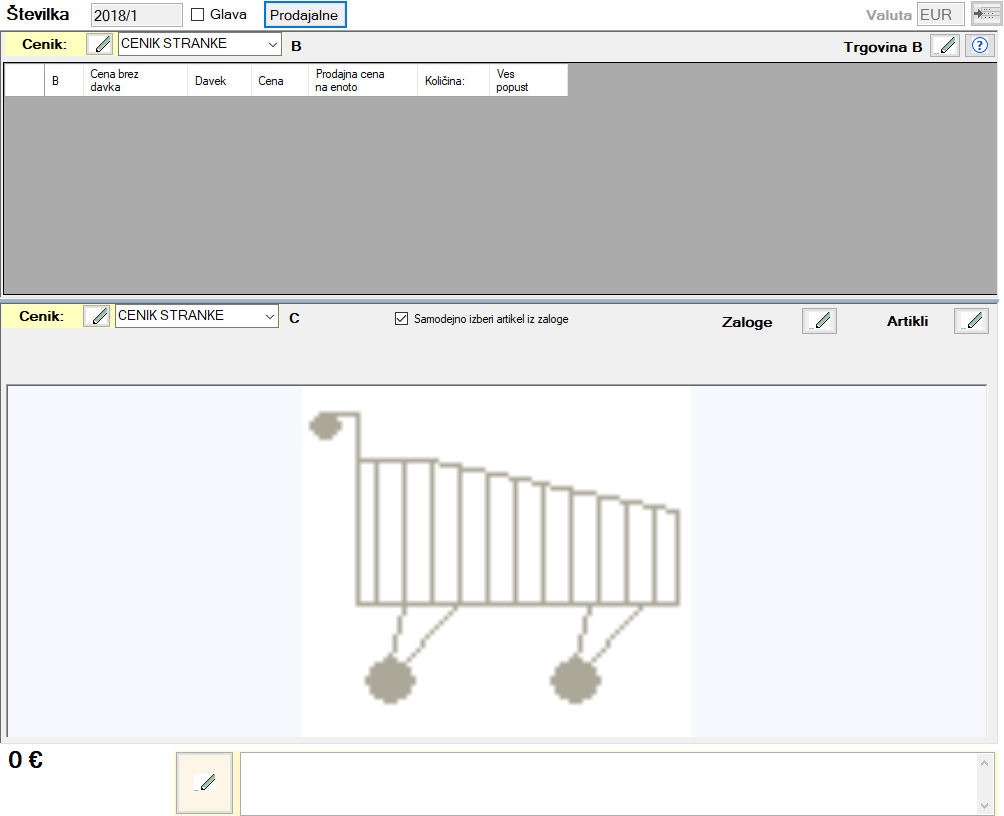 Številka 2018/1 Glava Prodajalne Valuta EUR
Cenik: CENIK STRANKE B Trgovina B ?
B Cena brez davka Davek Cena Prodajna cena na enoto Količina: Ves popust
Cenik: CENIK STRANKE C Samodejno izberi artikel iz zaloge Zaloge Artikli
0 €